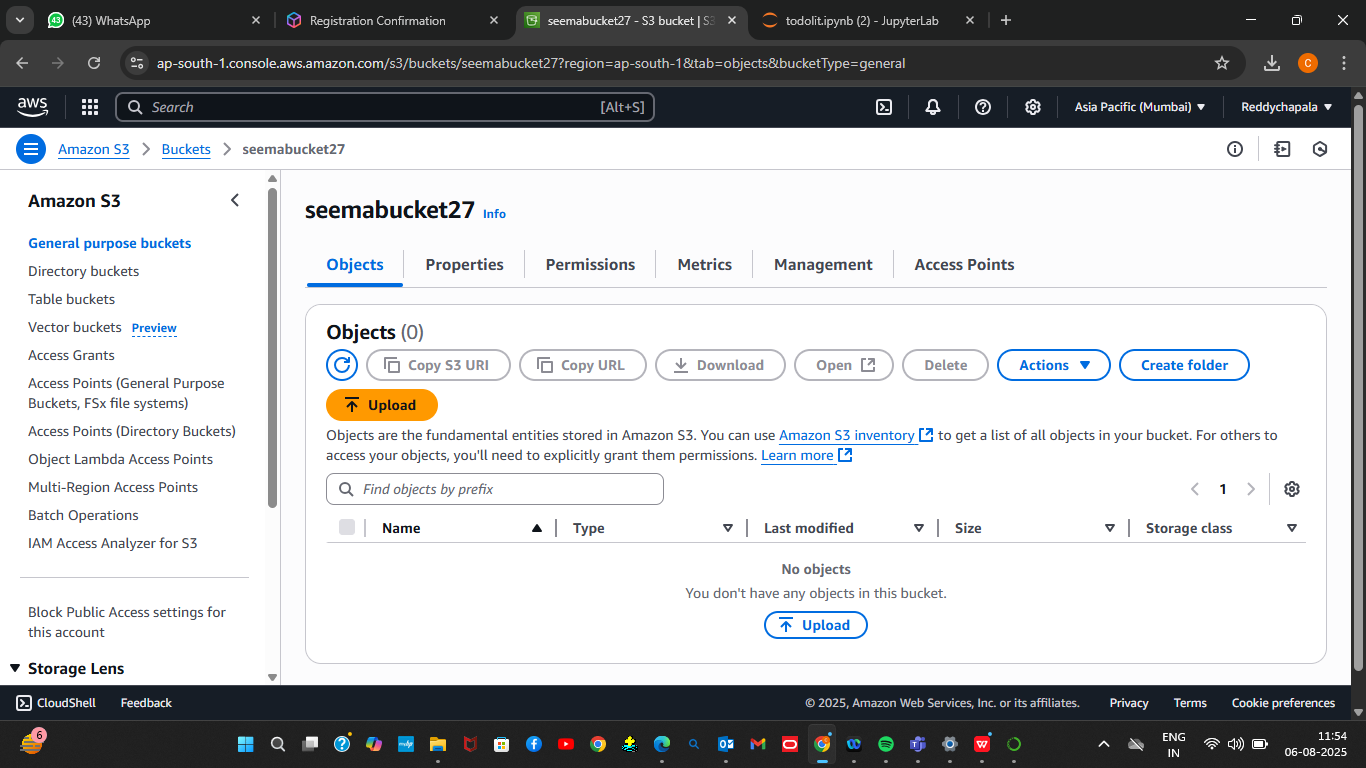 (43) WhatsApp
Registration Confirmation
seemabucket27 - S3 bucket | S3
todolit.ipynb (2) - JupyterLab
ap-south-1.console.aws.amazon.com/s3/buckets/seemabucket27?region=ap-south-1&tab=objects&bucketType=general
C
aws
Search
[Alt+S]
Asia Pacific (Mumbai)
Reddychapala
Amazon S3
Buckets
seemabucket27
Amazon S3
General purpose buckets
Directory buckets
Table buckets
Vector buckets Preview
Access Grants
Access Points (General Purpose
Buckets, FSx file systems)
Access Points (Directory Buckets)
Object Lambda Access Points
Multi-Region Access Points
Batch Operations
IAM Access Analyzer for S3
Block Public Access settings for
this account
Storage Lens
seemabucket27 Info
Objects
Properties
Permissions
Metrics
Management
Access Points
Objects (0)
Copy S3 URI
Copy URL
Download
Open
Delete
Actions
Create folder
Upload
Objects are the fundamental entities stored in Amazon S3. You can use Amazon S3 inventory to get a list of all objects in your bucket. For others to
access your objects, you'll need to explicitly grant them permissions. Learn more
Find objects by prefix
1
Name
Type
Last modified
Size
Storage class
No objects
You don't have any objects in this bucket.
Upload
CloudShell
Feedback
© 2025, Amazon Web Services, Inc. or its affiliates.
Privacy
Terms
Cookie preferences
6
ENG
IN
11:54
06-08-2025